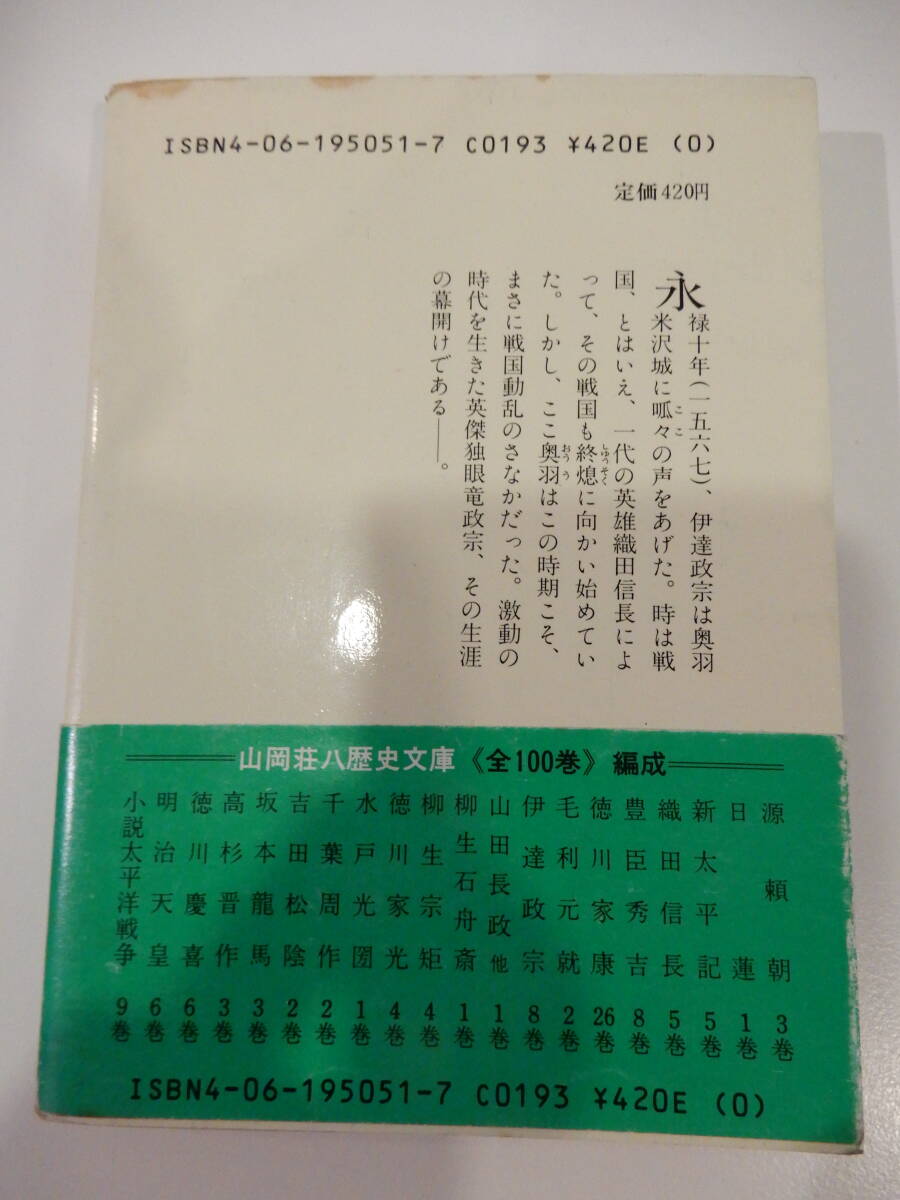 ISBN4-06-195051-7 C0193 ¥420E (0)
定価420円
永禄十年(一五六七)、伊達政宗は奥羽
ここ
米沢城に呱々の声をあげた。時は戦
国、とはいえ、一代の英雄織田信長によ
しゅうそく
って、その戦国も終熄に向かい始めてい
おうう
た。しかし、ここ奥羽はこの時期こそ、
まさに戦国動乱のさなかだった。激動の
時代を生きた英傑独眼竜政宗、その生涯
の幕開けである――。
山岡荘八歴史文庫《全100巻》編成
源頼朝 3巻
日蓮 1巻
新太平記 5巻
織田信長 5巻
豊臣秀吉 8巻
徳川家康 26巻
毛利元就 2巻
伊達政宗 8巻
山田長政他 1巻
柳生石舟斎 1巻
柳生宗矩 4巻
徳川家光 4巻
水戸光圀 1巻
千葉周作 2巻
吉田松陰 2巻
坂本龍馬 3巻
高杉晋作 3巻
徳川慶喜 6巻
明治天皇 6巻
小説太平洋戦争 9巻
ISBN4-06-195051-7 C0193 ¥420E (0)